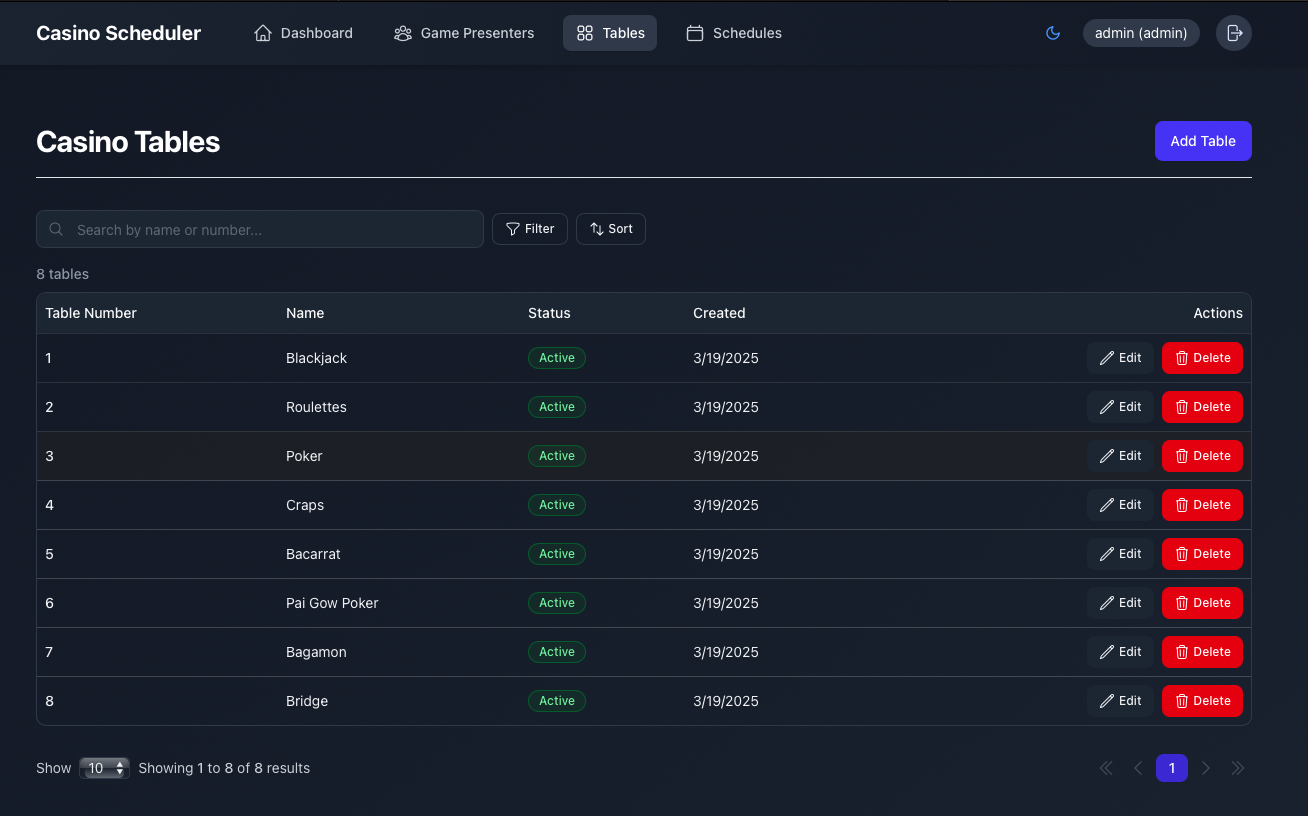 Casino Scheduler Dashboard Game Presenters Tables Schedules admin (admin)
Casino Tables Add Table
Search by name or number... Filter Sort
8 tables
Table Number Name Status Created Actions
1 Blackjack Active 3/19/2025 Edit Delete
2 Roulettes Active 3/19/2025 Edit Delete
3 Poker Active 3/19/2025 Edit Delete
4 Craps Active 3/19/2025 Edit Delete
5 Bacarrat Active 3/19/2025 Edit Delete
6 Pai Gow Poker Active 3/19/2025 Edit Delete
7 Bagamon Active 3/19/2025 Edit Delete
8 Bridge Active 3/19/2025 Edit Delete
Show 10 Showing 1 to 8 of 8 results 1